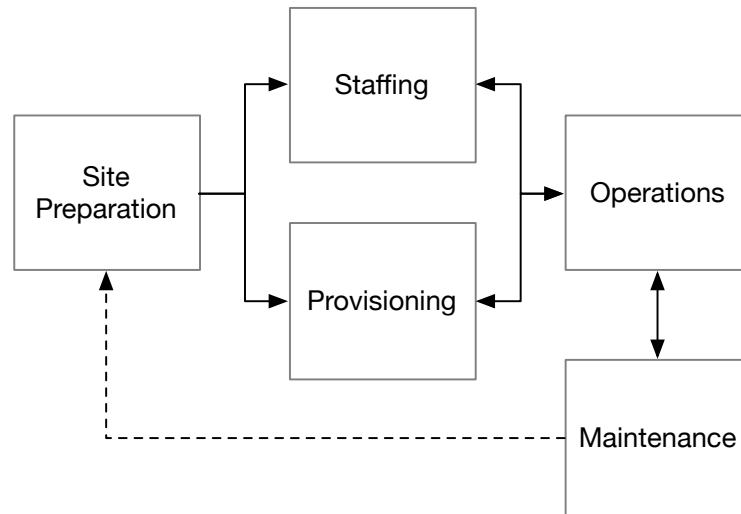 Staffing
Site
Preparation
Operations
Provisioning
Maintenance